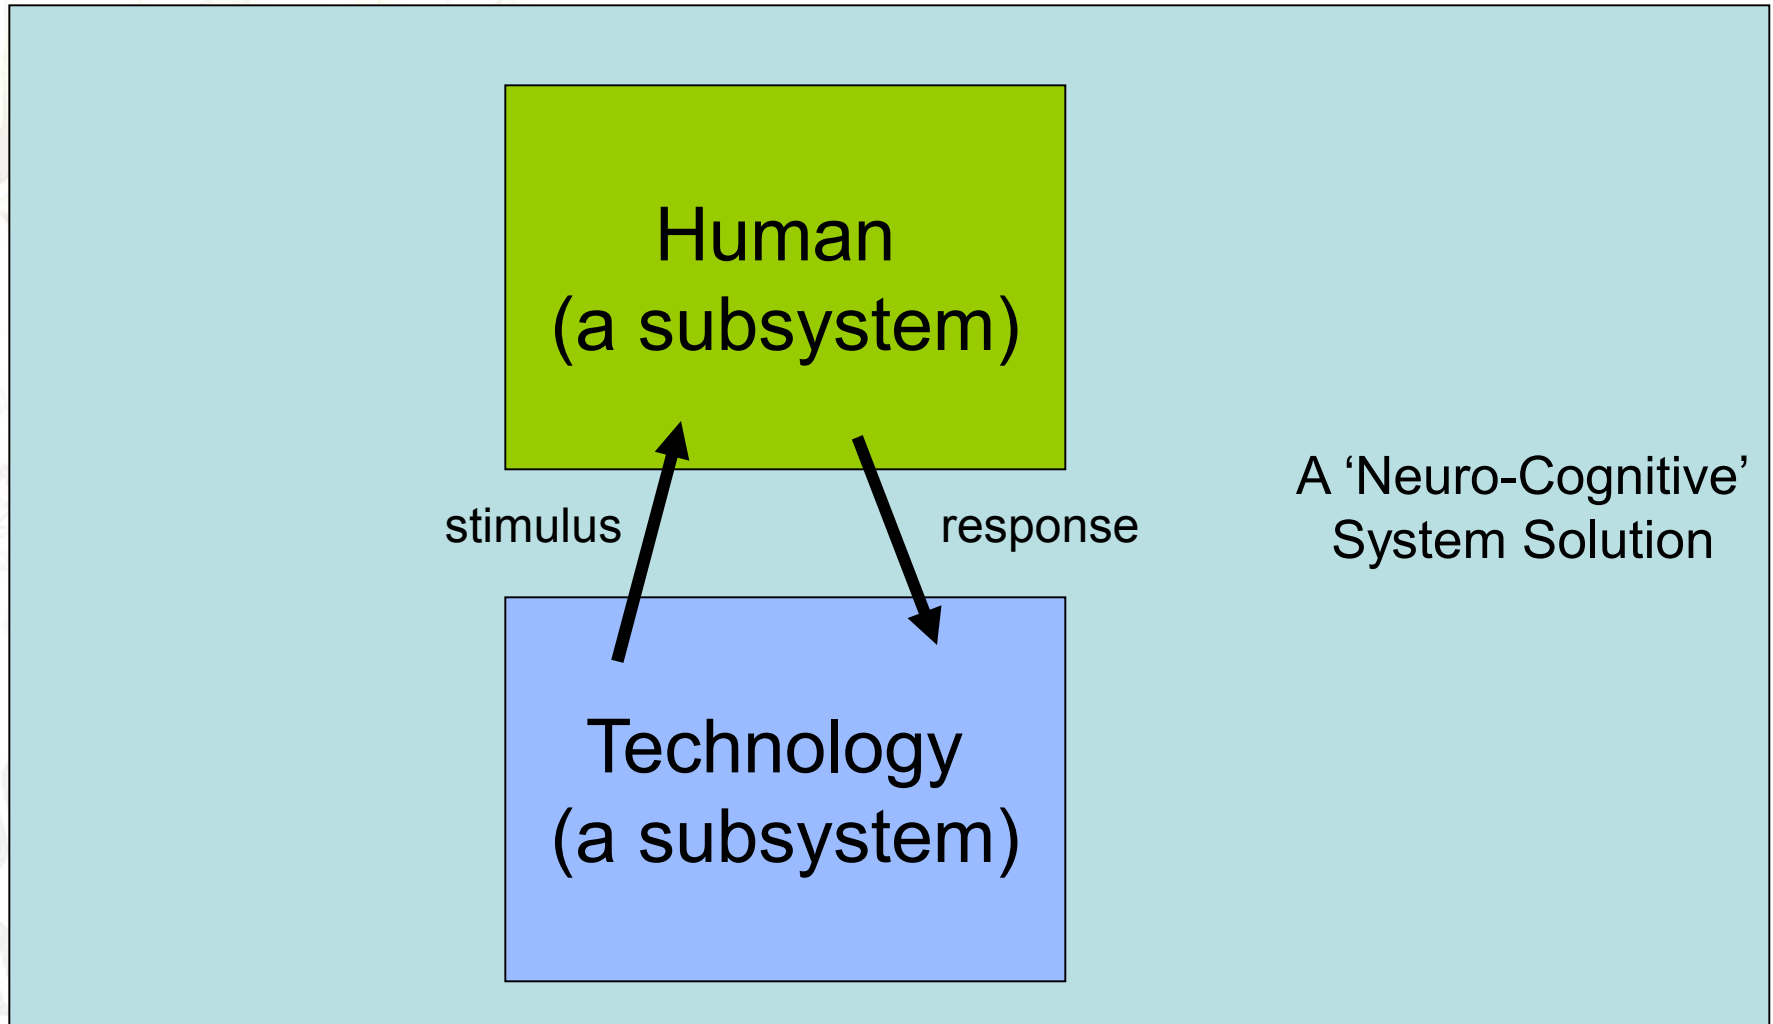 Human
(a subsystem)
stimulus
response
A ‘Neuro-Cognitive’
System Solution
Technology
(a subsystem)